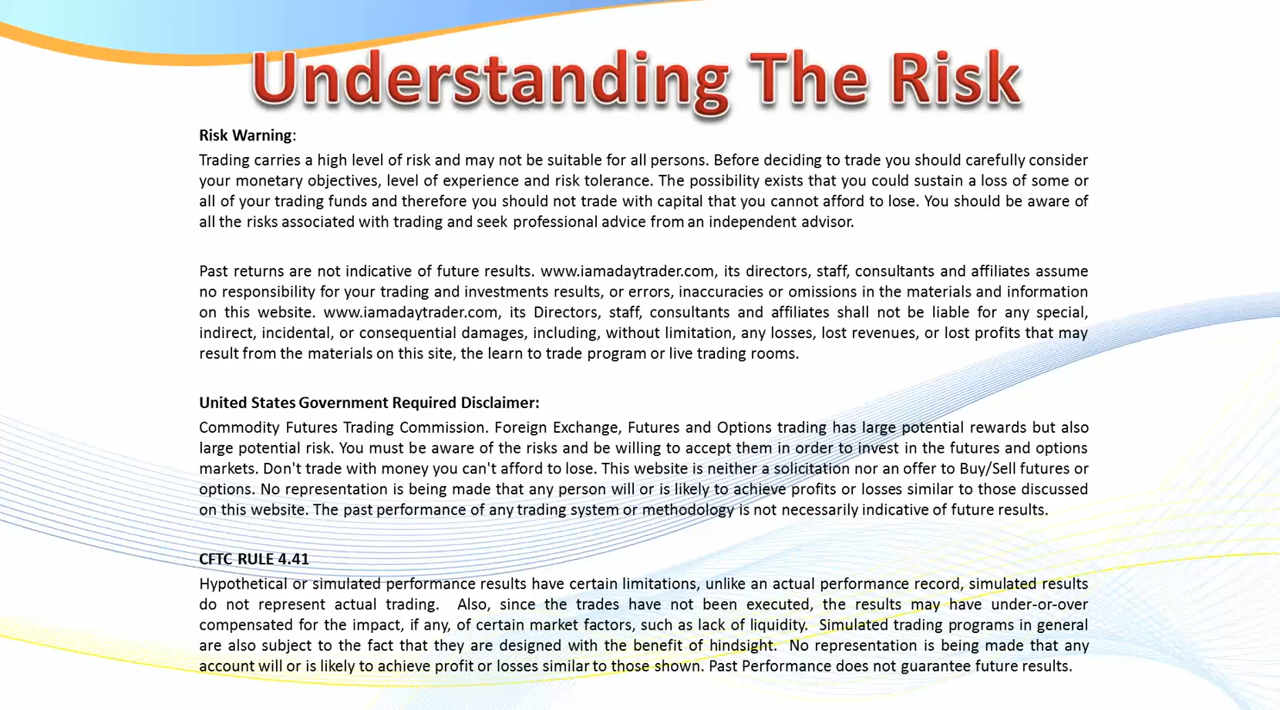 Understanding The Risk
Risk Warning:
Trading carries a high level of risk and may not be suitable for all persons. Before deciding to trade you should carefully consider
your monetary objectives, level of experience and risk tolerance. The possibility exists that you could sustain a loss of some or
all of your trading funds and therefore you should not trade with capital that you cannot afford to lose. You should be aware of
all the risks associated with trading and seek professional advice from an independent advisor.
Past returns are not indicative of future results. www.iamadaytrader.com, its directors, staff, consultants and affiliates assume
no responsibility for your trading and investments results, or errors, inaccuracies or omissions in the materials and information
on this website. www.iamadaytrader.com, its Directors, staff, consultants and affiliates shall not be liable for any special,
indirect, incidental, or consequential damages, including, without limitation, any losses, lost revenues, or lost profits that may
result from the materials on this site, the learn to trade program or live trading rooms.
United States Government Required Disclaimer:
Commodity Futures Trading Commission. Foreign Exchange, Futures and Options trading has large potential rewards but also
large potential risk. You must be aware of the risks and be willing to accept them in order to invest in the futures and options
markets. Don't trade with money you can't afford to lose. This website is neither a solicitation nor an offer to Buy/Sell futures or
options. No representation is being made that any person will or is likely to achieve profits or losses similar to those discussed
on this website. The past performance of any trading system or methodology is not necessarily indicative of future results.
CFTC RULE 4.41
Hypothetical or simulated performance results have certain limitations, unlike an actual performance record, simulated results
do not represent actual trading.  Also, since the trades have not been executed, the results may have under-or-over
compensated for the impact, if any, of certain market factors, such as lack of liquidity.  Simulated trading programs in general
are also subject to the fact that they are designed with the benefit of hindsight.  No representation is being made that any
account will or is likely to achieve profit or losses similar to those shown. Past Performance does not guarantee future results.